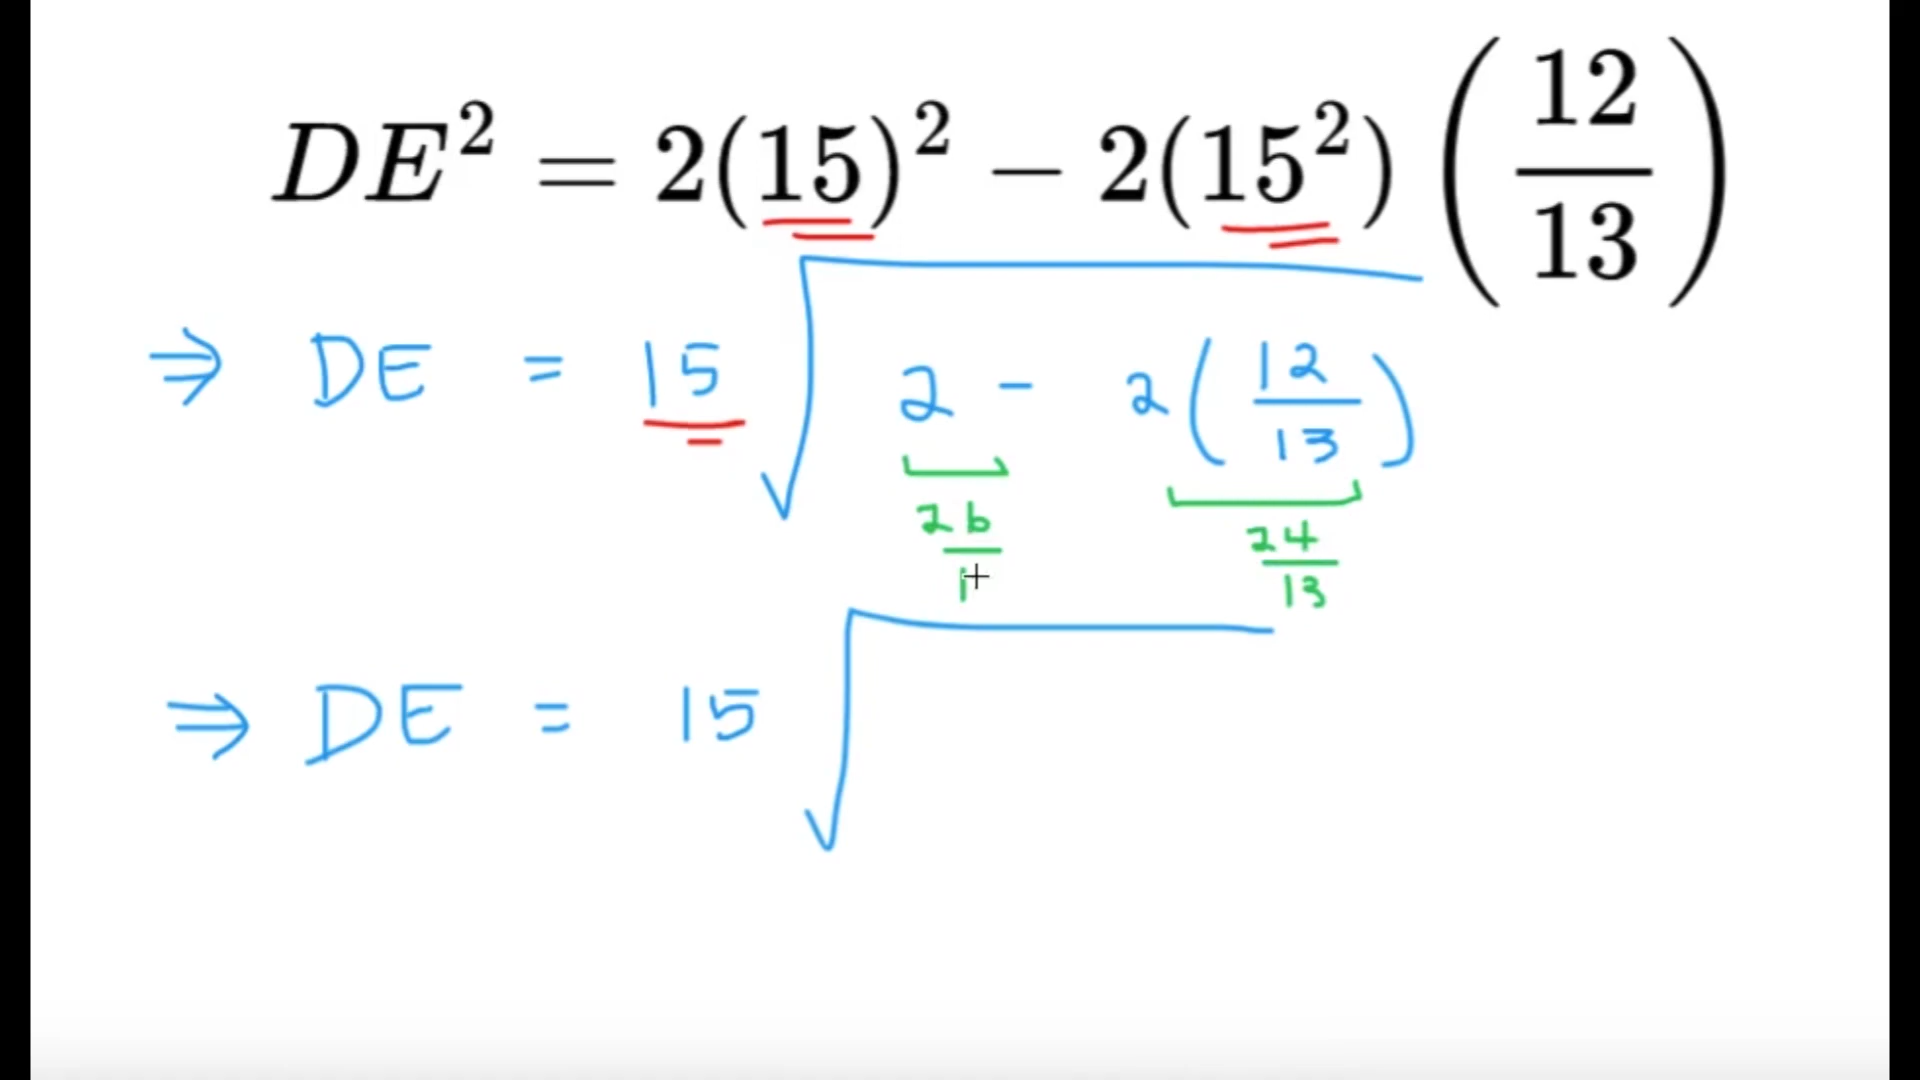 DE² = 2(15)² − 2(15²)(12/13)
⇒ DE = 15 √(2 − 2(12/13))
26/1 24/13
⇒ DE = 15 √